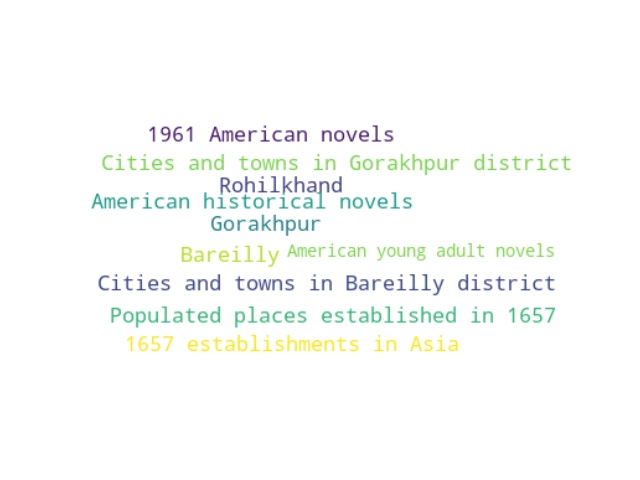 1961 American novels
Cities and towns in Gorakhpur district
Rohilkhand
American historical novels
Gorakhpur
Bareilly American young adult novels
Cities and towns in Bareilly district
Populated places established in 1657
1657 establishments in Asia